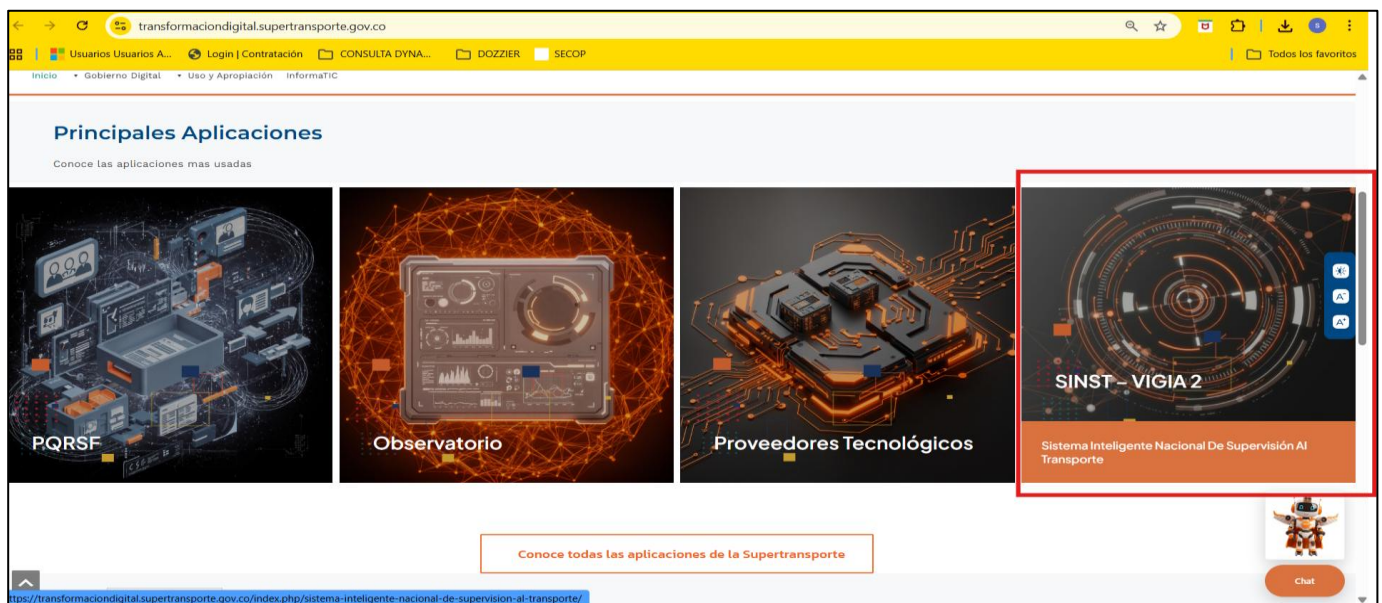 transformaciondigital.supertransporte.gov.co
Usuarios Usuarios A... Login | Contratación CONSULTA DYNA... DOZZIER SECOP Todos los favoritos
Inicio • Gobierno Digital • Uso y Apropiación InformaTIC
Principales Aplicaciones
Conoce las aplicaciones mas usadas
PQRSF
Observatorio
Proveedores Tecnológicos
SINST – VIGIA 2
Sistema Inteligente Nacional De Supervisión Al
Transporte
A-
A+
Conoce todas las aplicaciones de la Supertransporte
Chat
ttps://transformaciondigital.supertransporte.gov.co/index.php/sistema-inteligente-nacional-de-supervision-al-transporte/